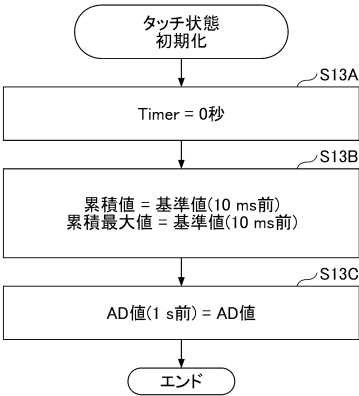 タッチ状態
初期化
S13A
Timer = 0秒
S13B
累積値 = 基準値(10 ms前)
累積最大値 = 基準値(10 ms前)
S13C
AD値(1 s前) = AD値
エンド